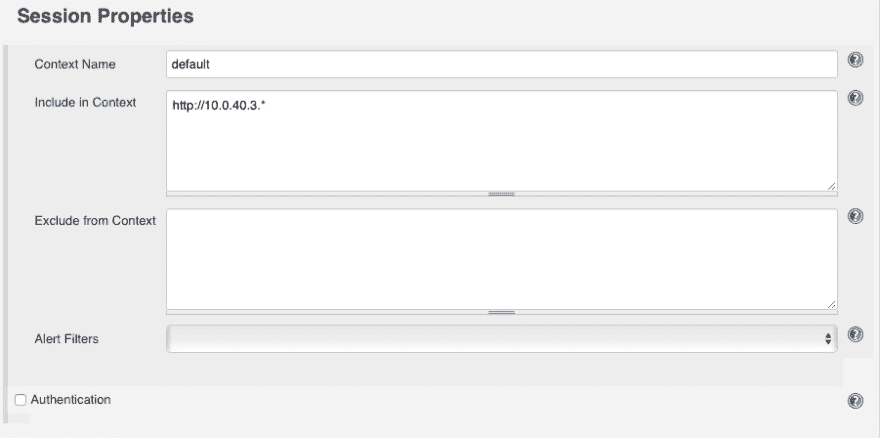 Session Properties
Context Name
default
Include in Context
http://10.0.40.3.*
Exclude from Context
Alert Filters
Authentication